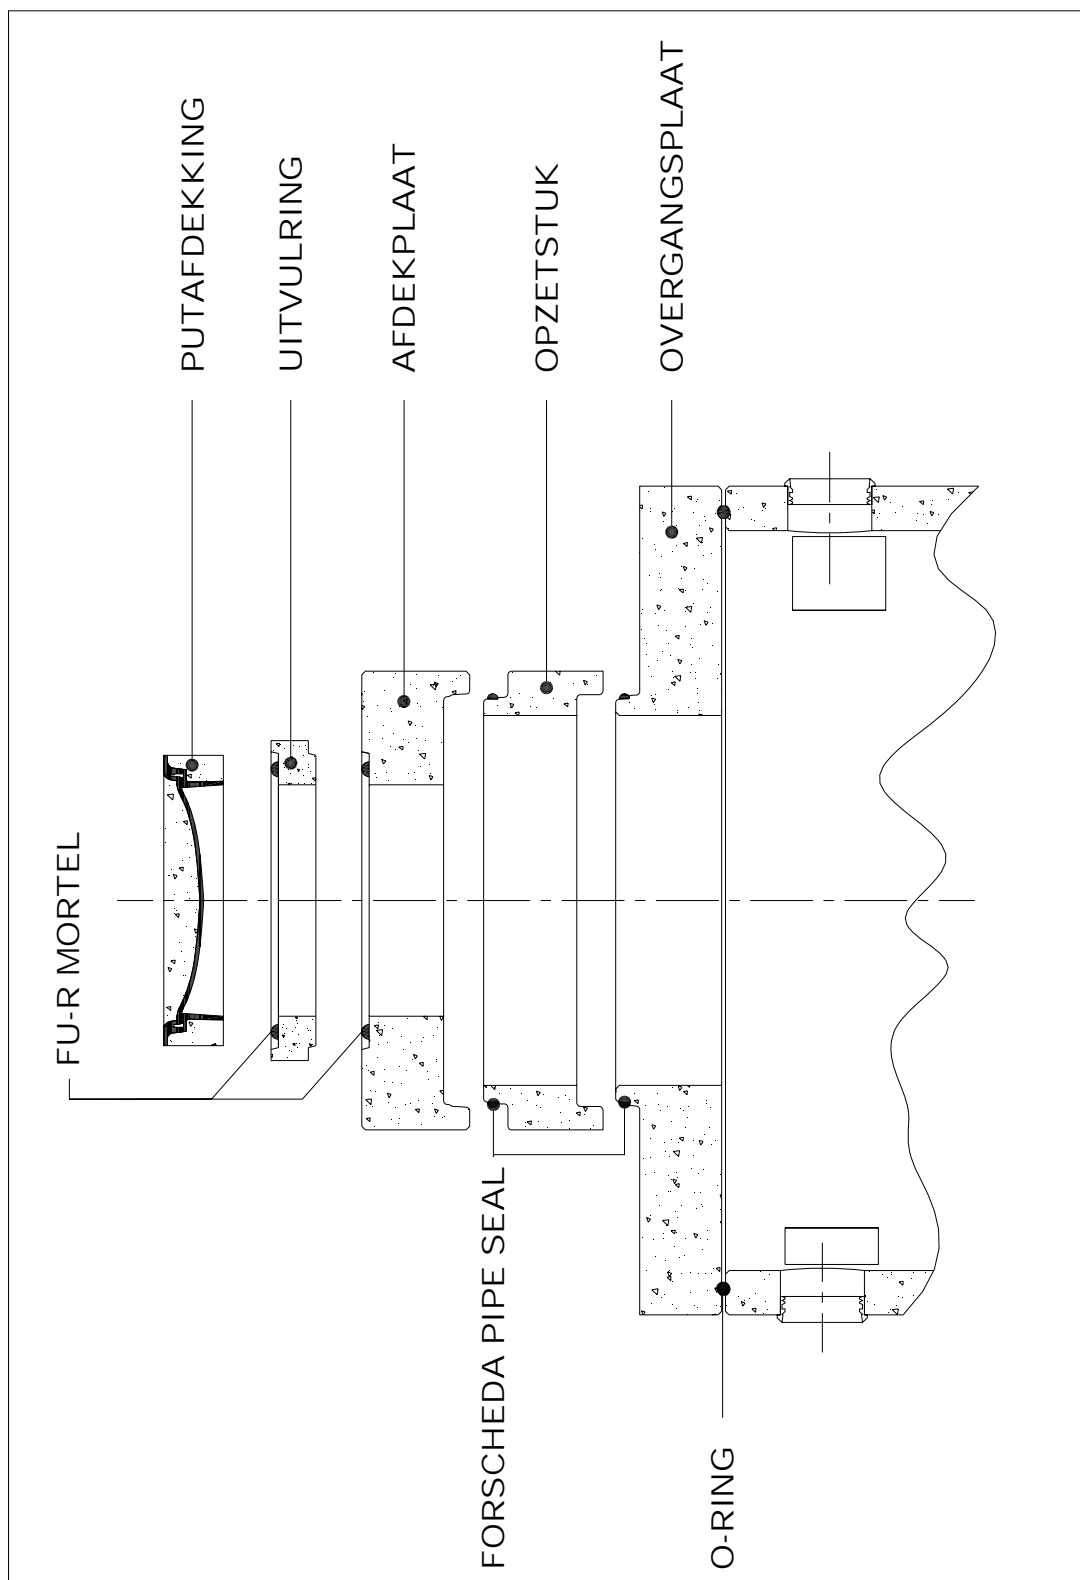 PUTAFDEKKING
UITVULRING
AFDEKPLAAT
OPZETSTUK
OVERGANGSPLAAT
FU-R MORTEL
FORSCHEDA PIPE SEAL
O-RING